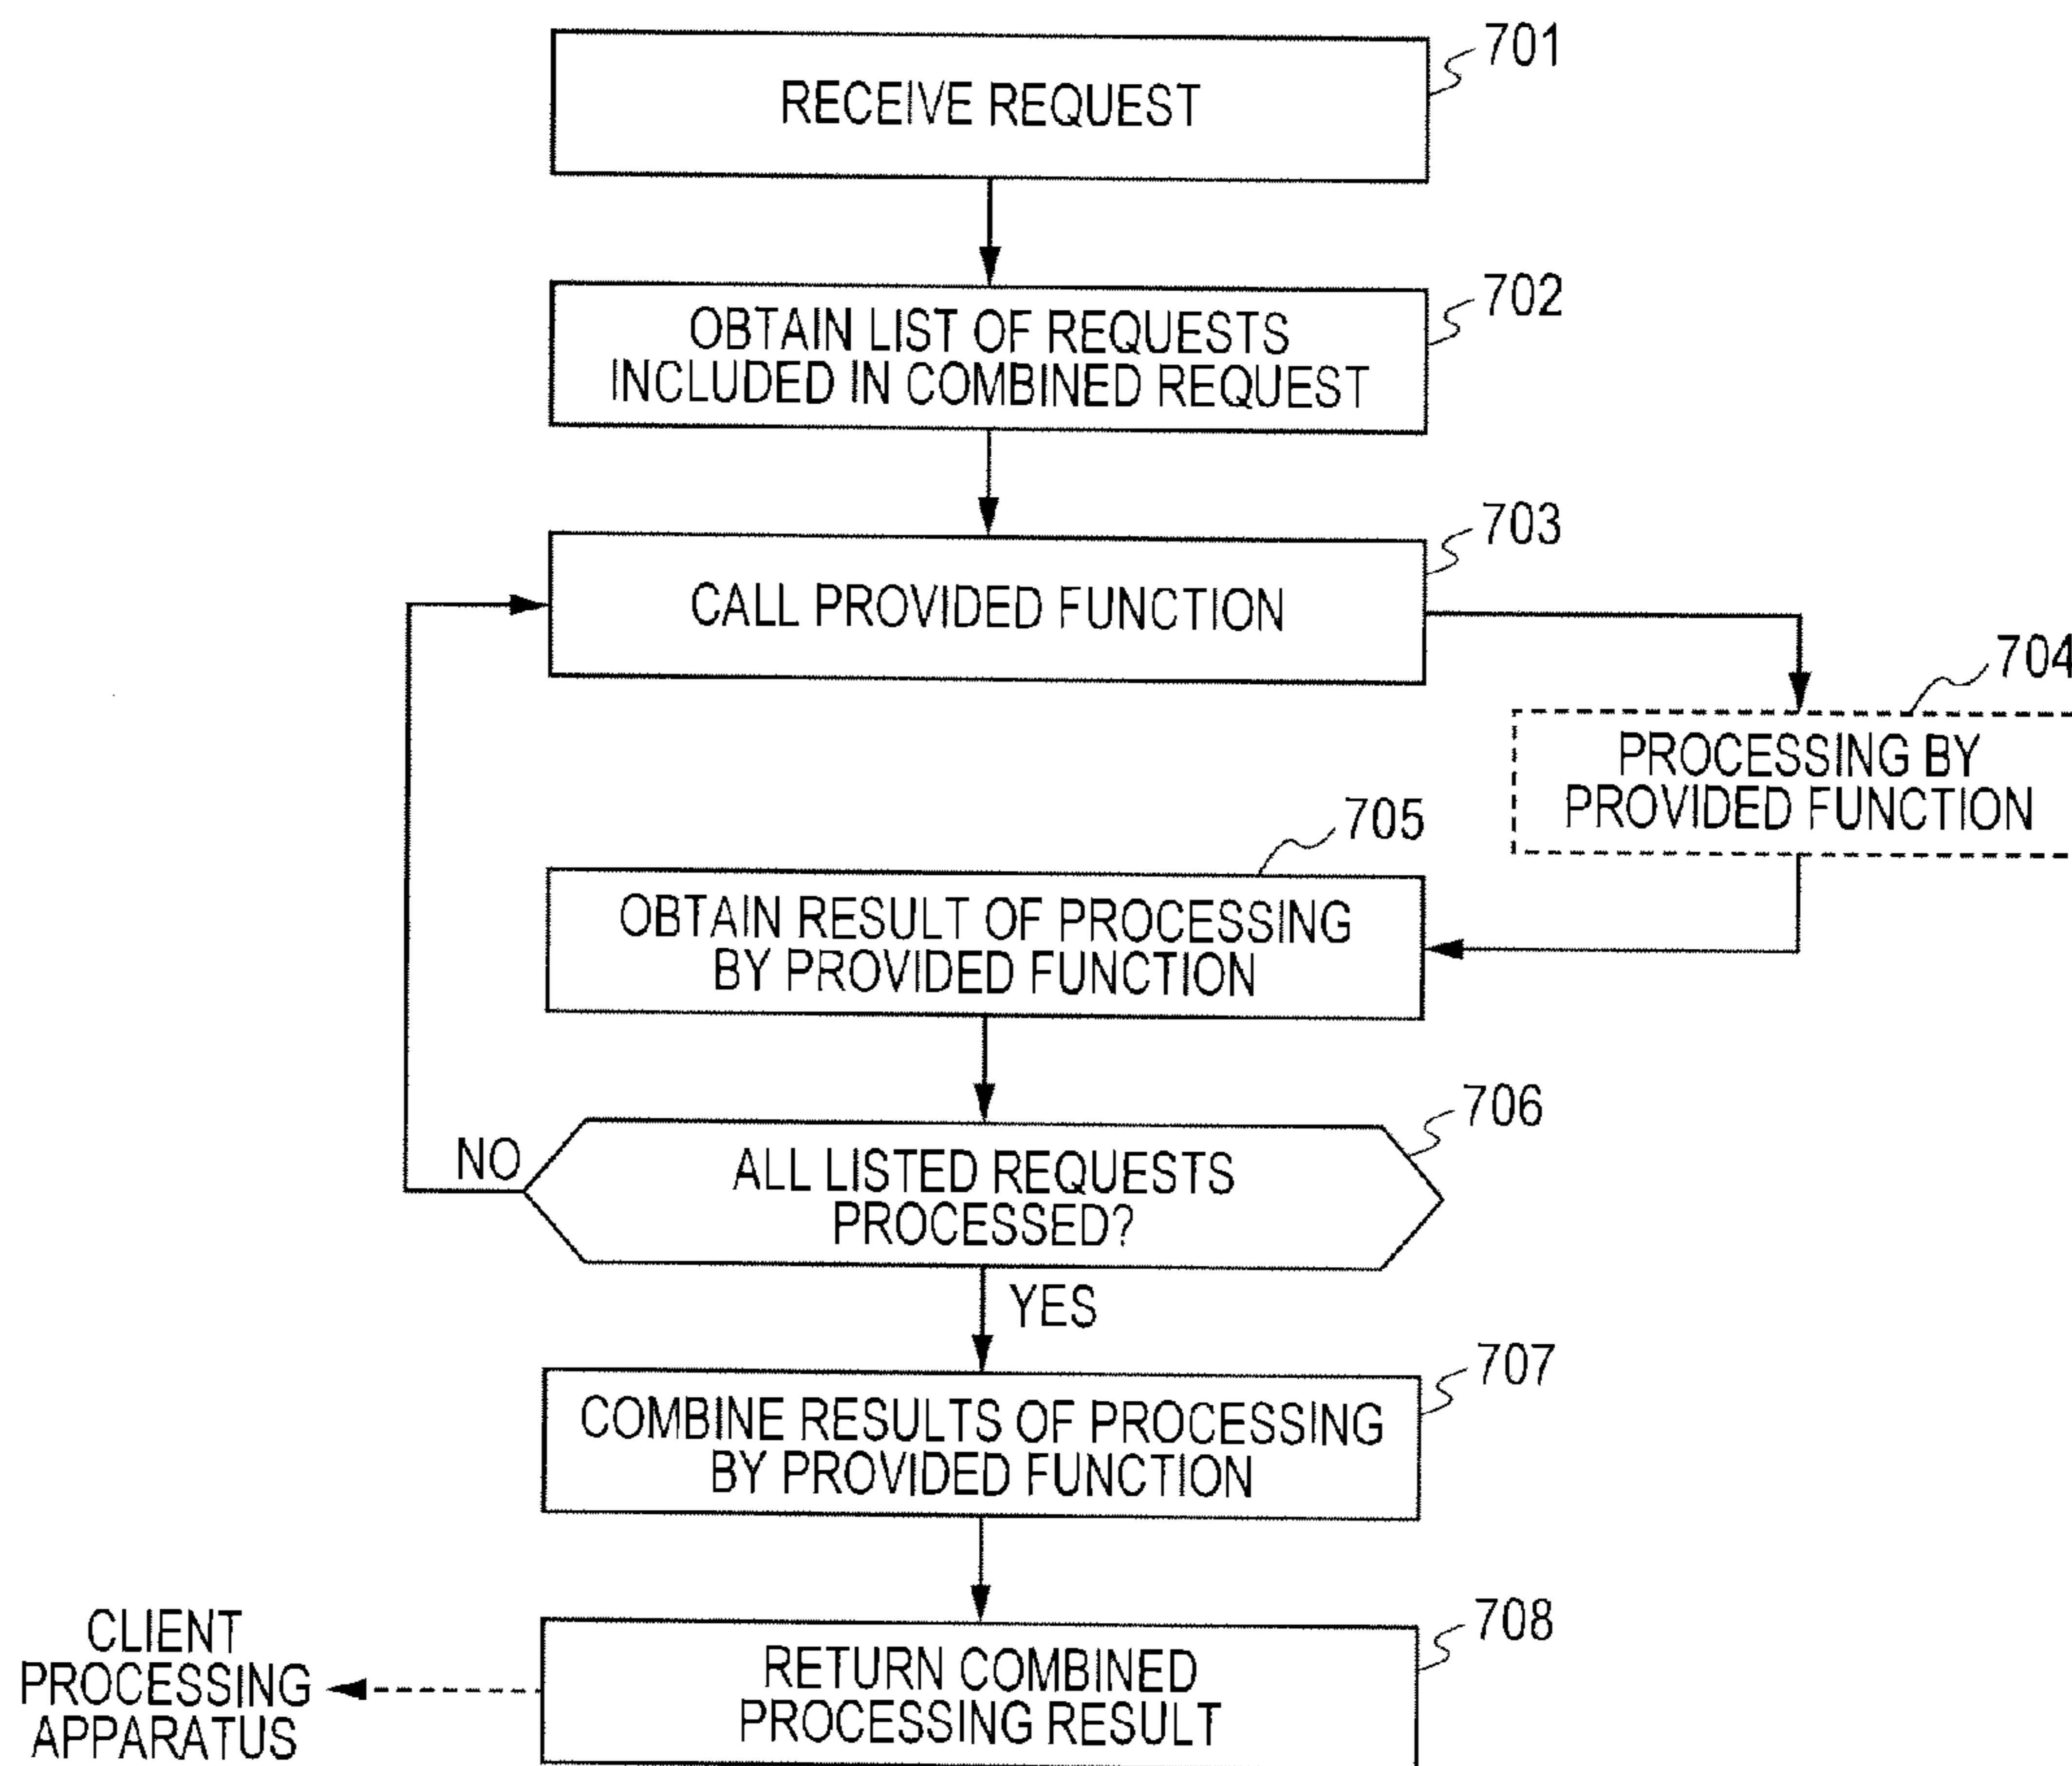 701
RECEIVE REQUEST
702
OBTAIN LIST OF REQUESTS
INCLUDED IN COMBINED REQUEST
703
CALL PROVIDED FUNCTION
704
PROCESSING BY
PROVIDED FUNCTION
705
OBTAIN RESULT OF PROCESSING
BY PROVIDED FUNCTION
706
NO
ALL LISTED REQUESTS
PROCESSED?
YES
707
COMBINE RESULTS OF PROCESSING
BY PROVIDED FUNCTION
708
RETURN COMBINED
PROCESSING RESULT
CLIENT
PROCESSING
APPARATUS